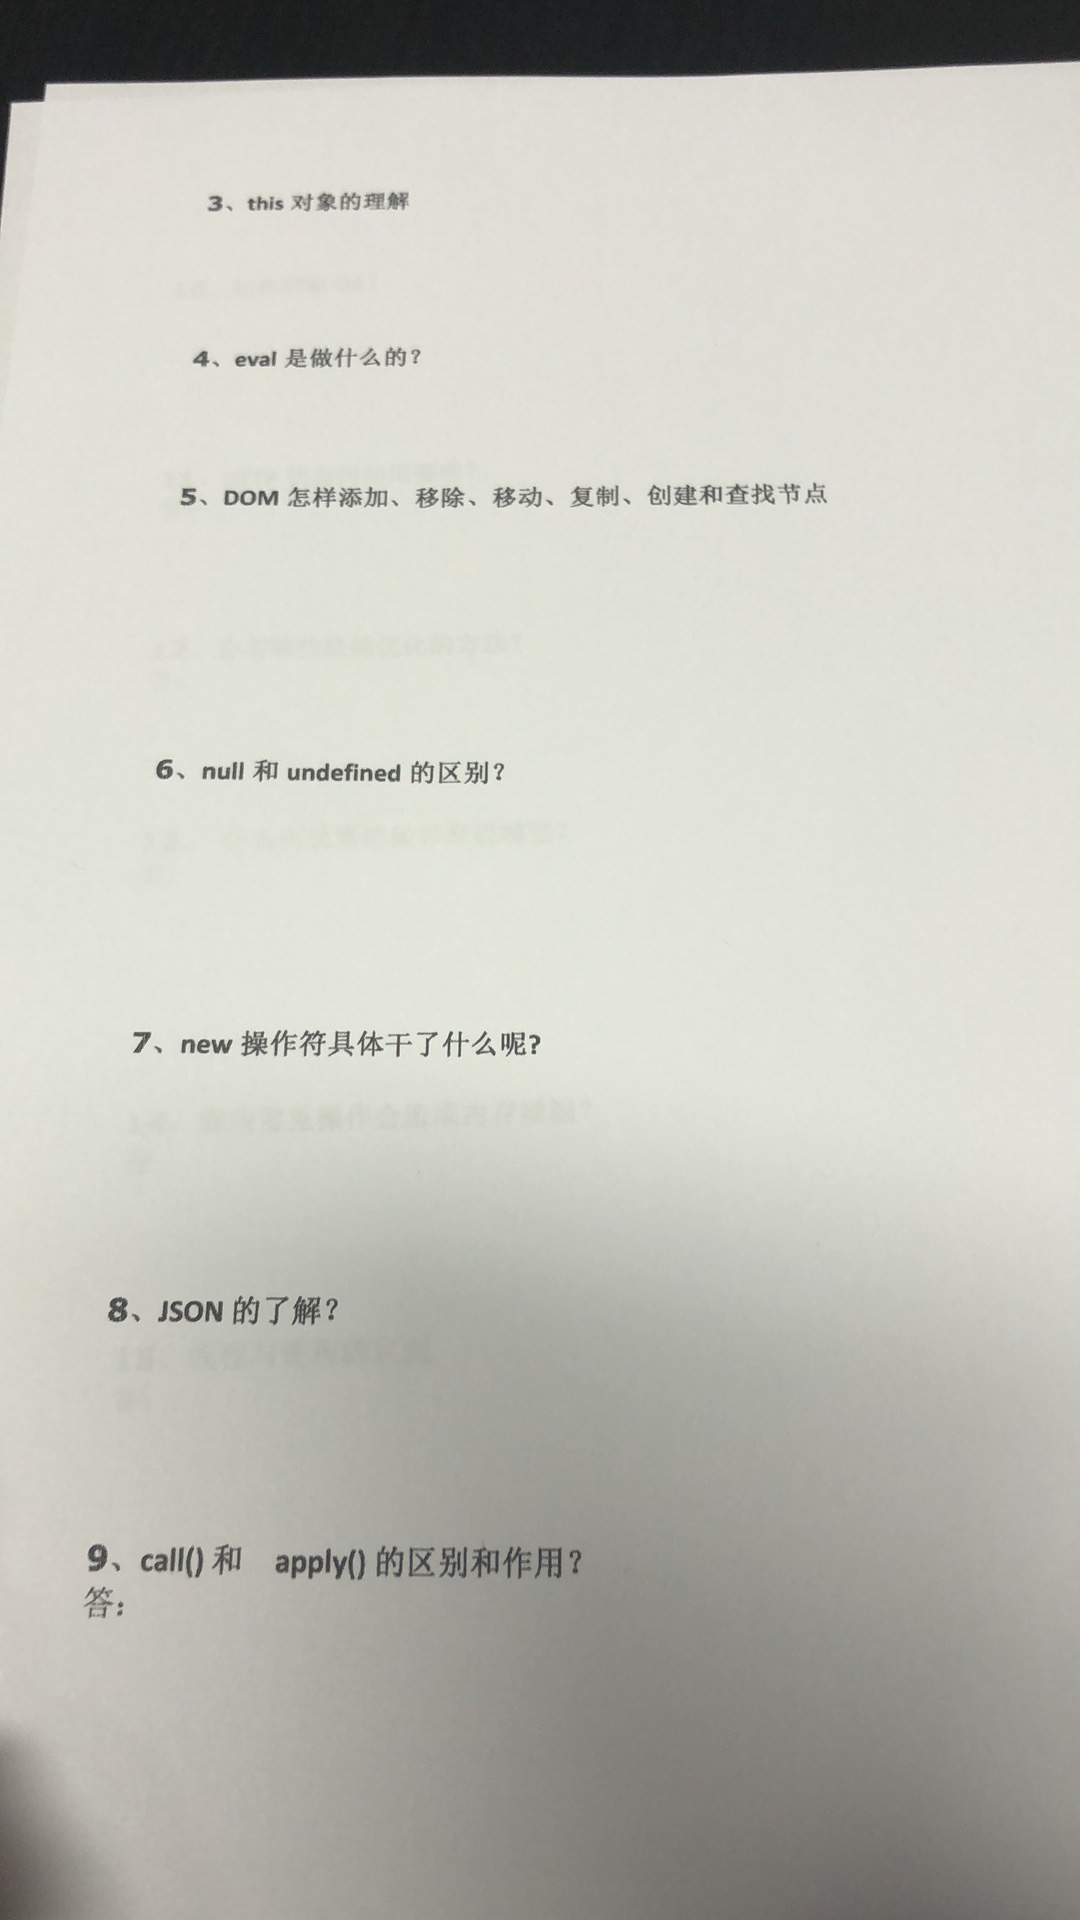 3、this 对象的理解
4、eval 是做什么的？
5、DOM 怎样添加、移除、移动、复制、创建和查找节点
6、null 和 undefined 的区别？
7、new 操作符具体干了什么呢?
8、JSON 的了解？
9、call() 和 apply() 的区别和作用？
答：